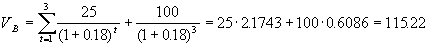 V_B = \sum_{t=1}^{3} \frac{25}{(1+0.18)^t} + \frac{100}{(1+0.18)^3} = 25 \cdot 2.1743 + 100 \cdot 0.6086 = 115.22